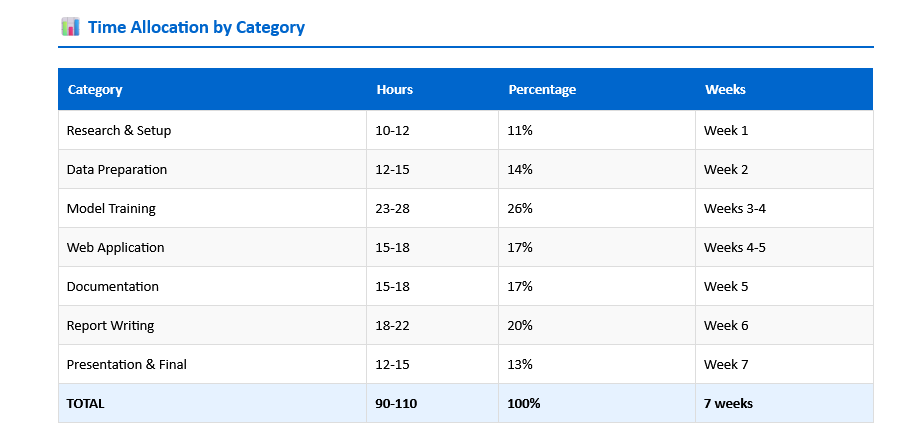 Time Allocation by Category
Category Hours Percentage Weeks
Research & Setup 10-12 11% Week 1
Data Preparation 12-15 14% Week 2
Model Training 23-28 26% Weeks 3-4
Web Application 15-18 17% Weeks 4-5
Documentation 15-18 17% Week 5
Report Writing 18-22 20% Week 6
Presentation & Final 12-15 13% Week 7
TOTAL 90-110 100% 7 weeks